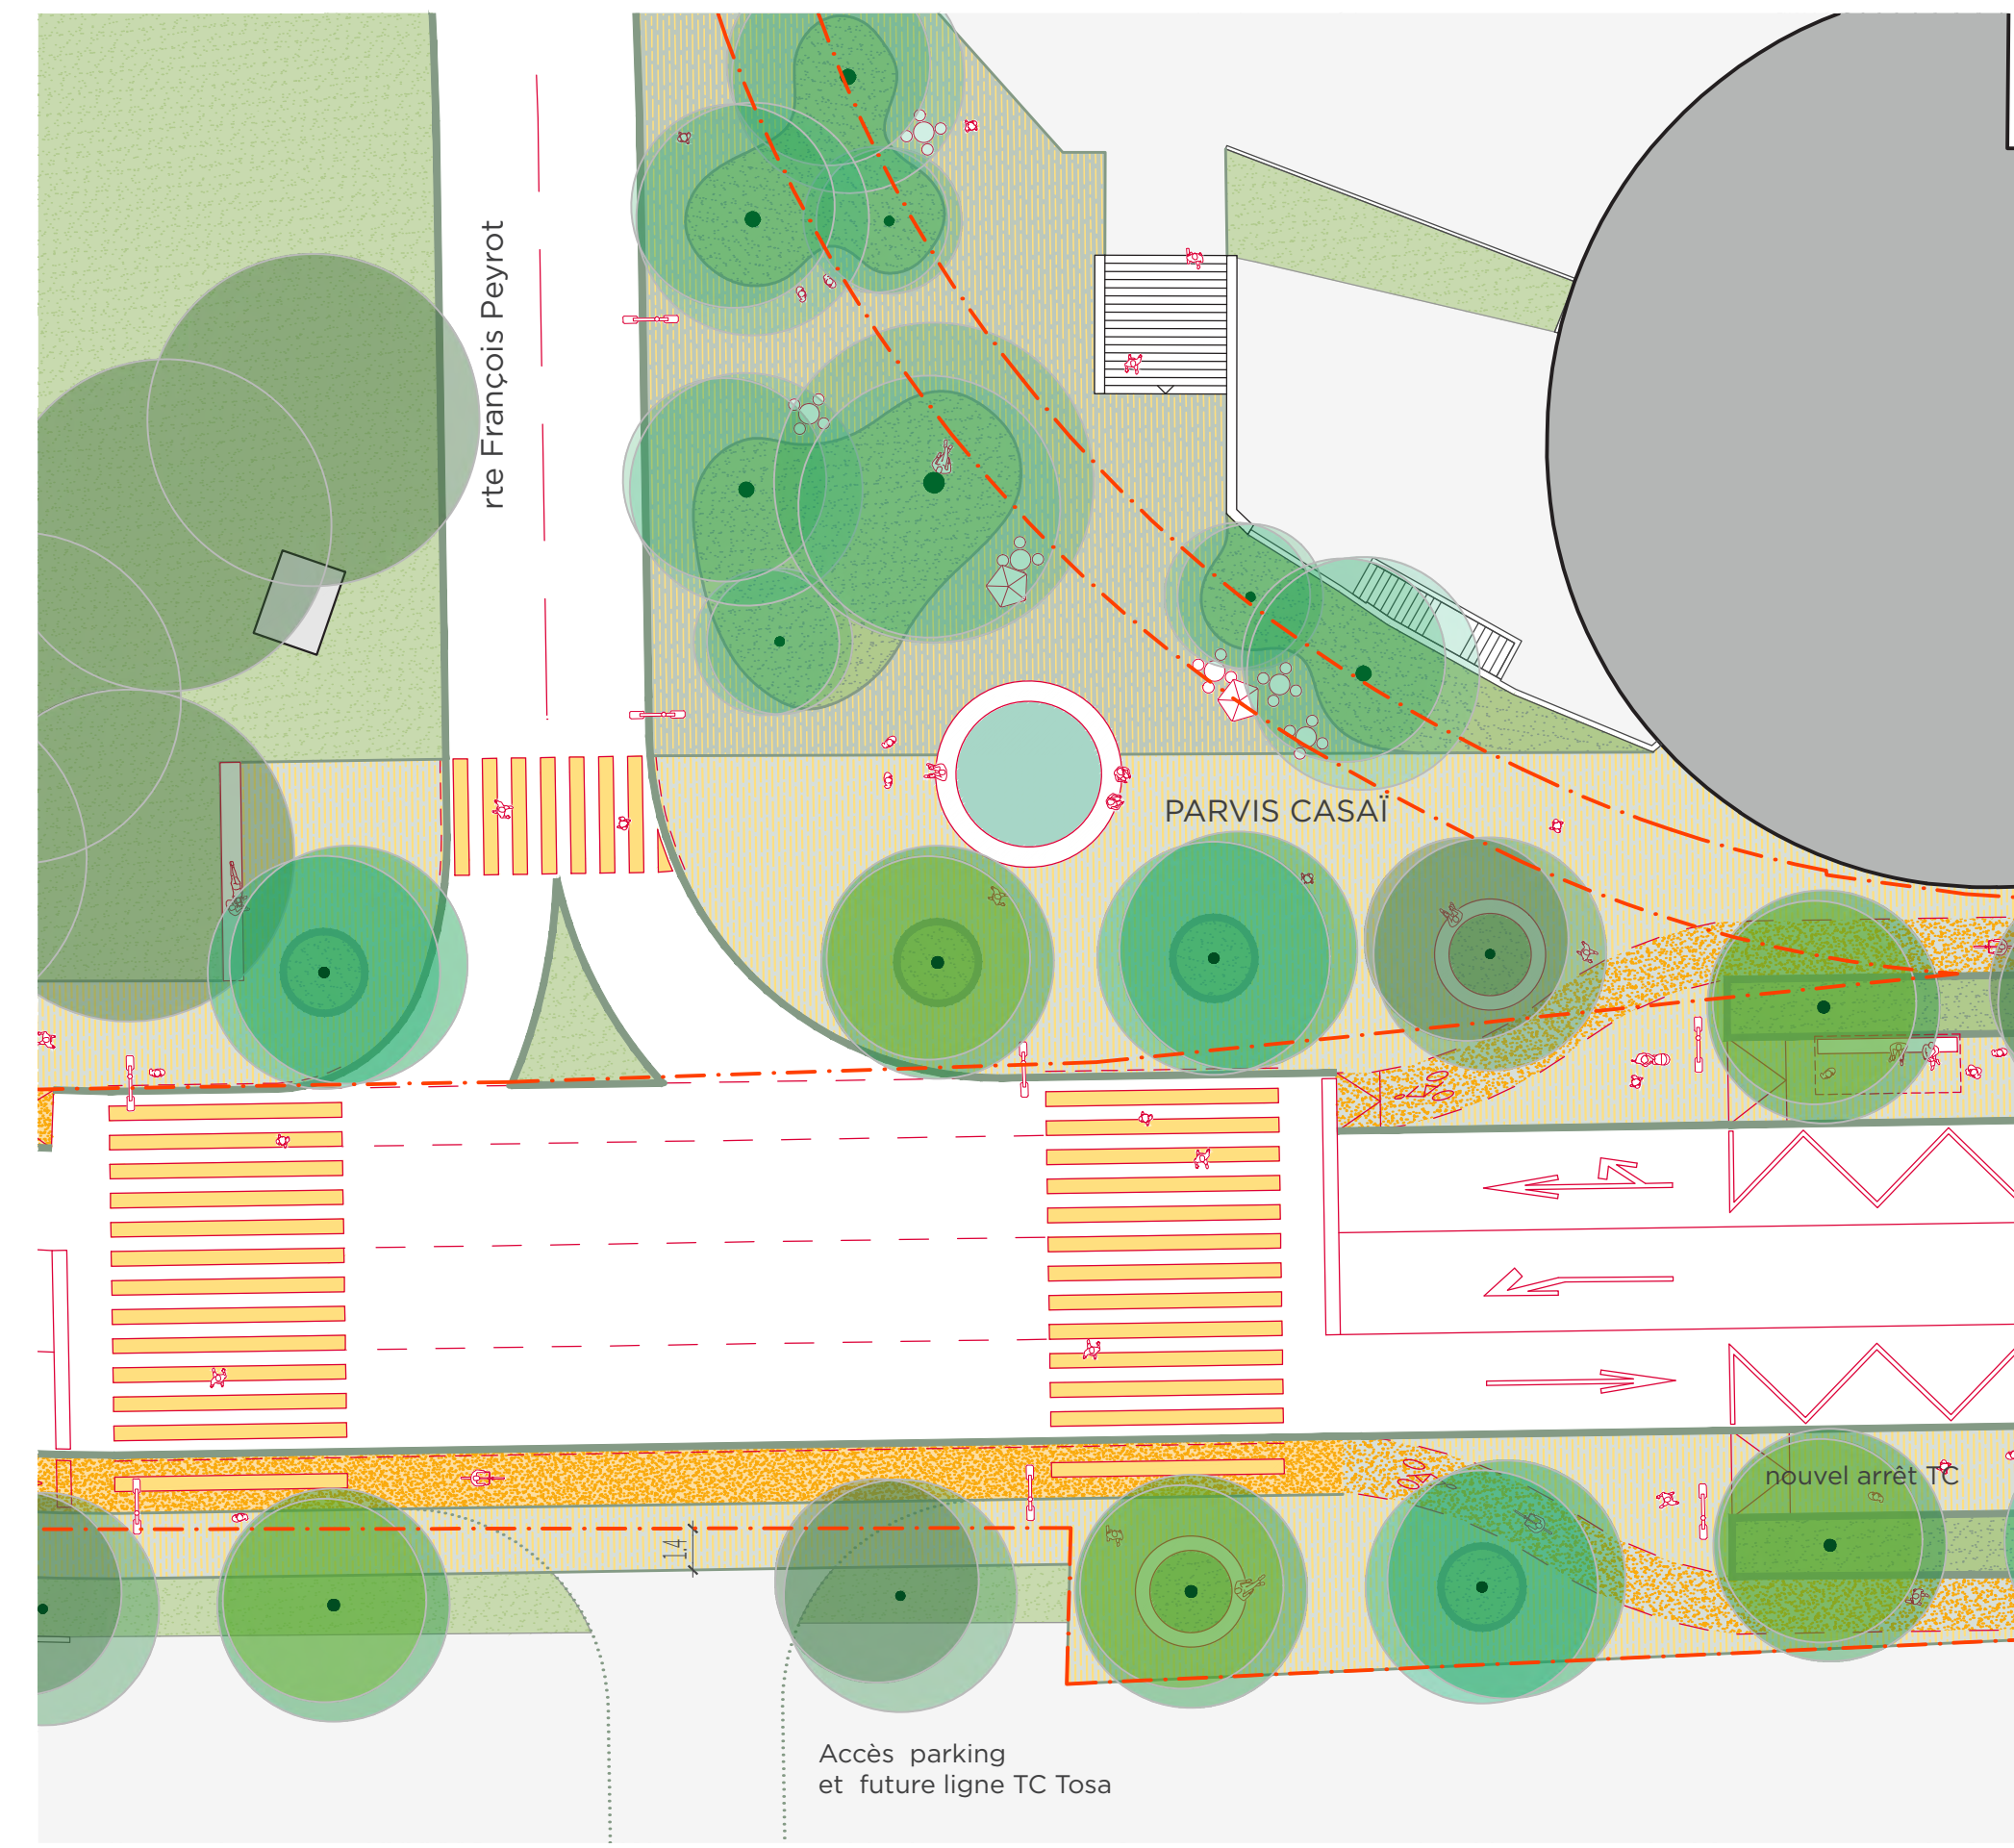 rte François Peyrot
PARVIS CASAÏ
nouvel arrêt TC
1.4
Accès parking
et future ligne TC Tosa